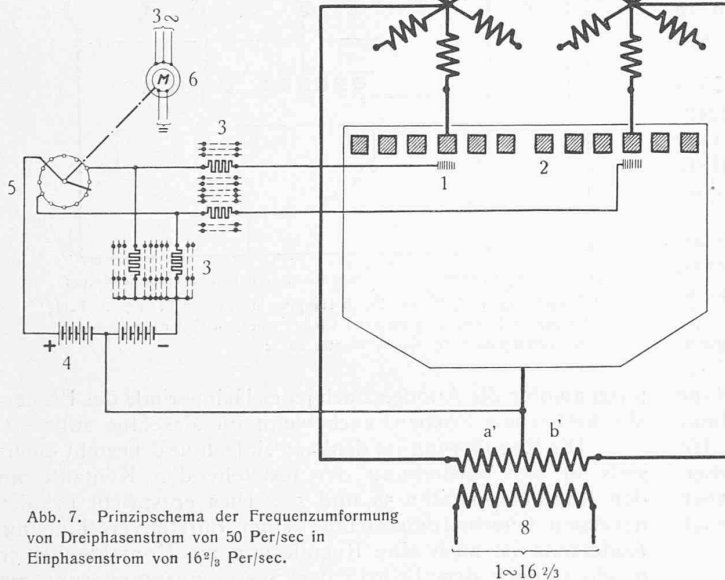 3∿
M
6
3
5
1
2
3
+
4
−
a'
b'
8
1∿16 ²/₃
Abb. 7. Prinzipschema der Frequenzumformung
von Dreiphasenstrom von 50 Per/sec in
Einphasenstrom von 16²/₃ Per/sec.